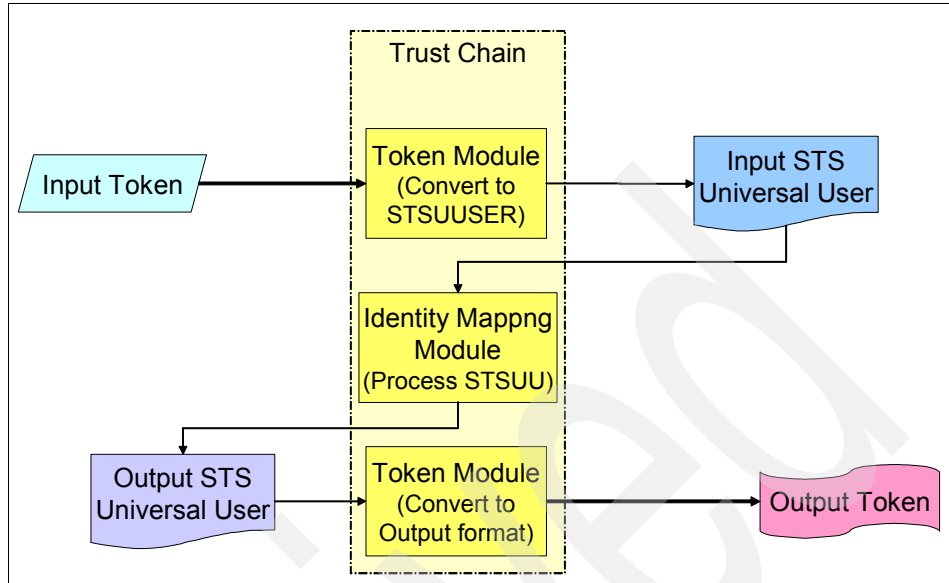 Trust Chain
Input Token
Token Module
(Convert to
STSUUSER)
Input STS
Universal User
Identity Mappng
Module
(Process STSUU)
Output STS
Universal User
Token Module
(Convert to
Output format)
Output Token